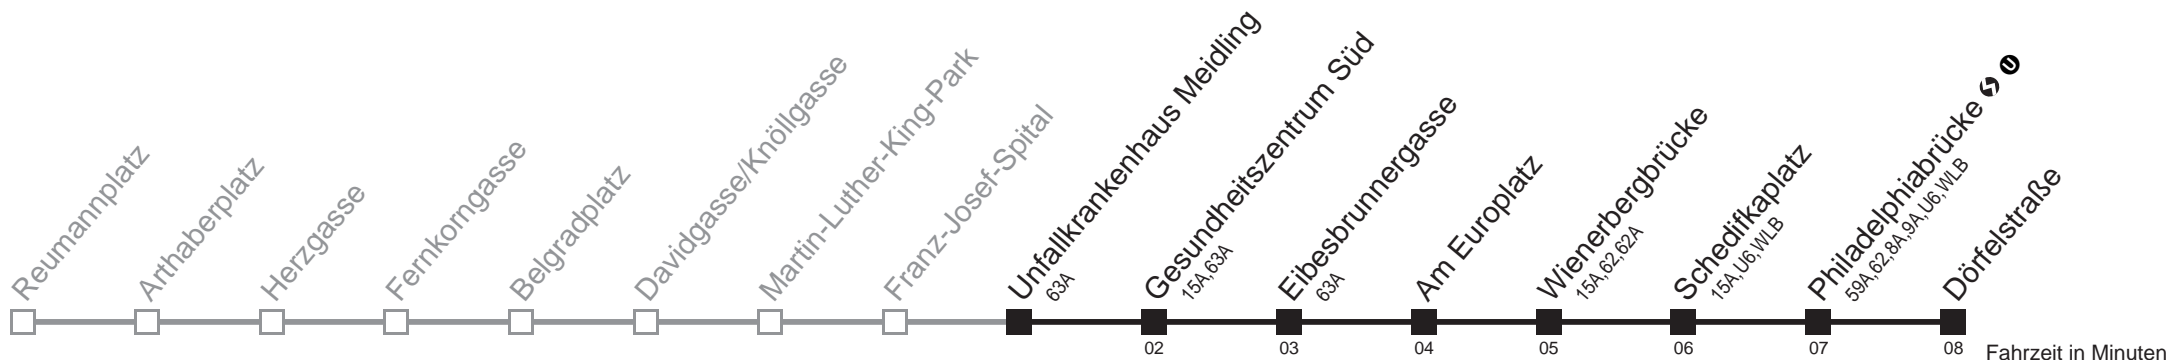 Reumannplatz
Arthaberplatz
Herzgasse
Fernkorngasse
Belgradplatz
Davidgasse/Knöllgasse
Martin-Luther-King-Park
Franz-Josef-Spital
Unfallkrankenhaus Meidling
63A
Gesundheitszentrum Süd
15A,63A
02
Eibesbrunnergasse
63A
03
Am Europlatz
04
Wienerbergbrücke
15A,62,62A
05
Schedifkaplatz
15A,U6,WLB
06
Philadelphiabrücke S U
59A,62,8A,9A,U6,WLB
07
Dörfelstraße
08
Fahrzeit in Minuten